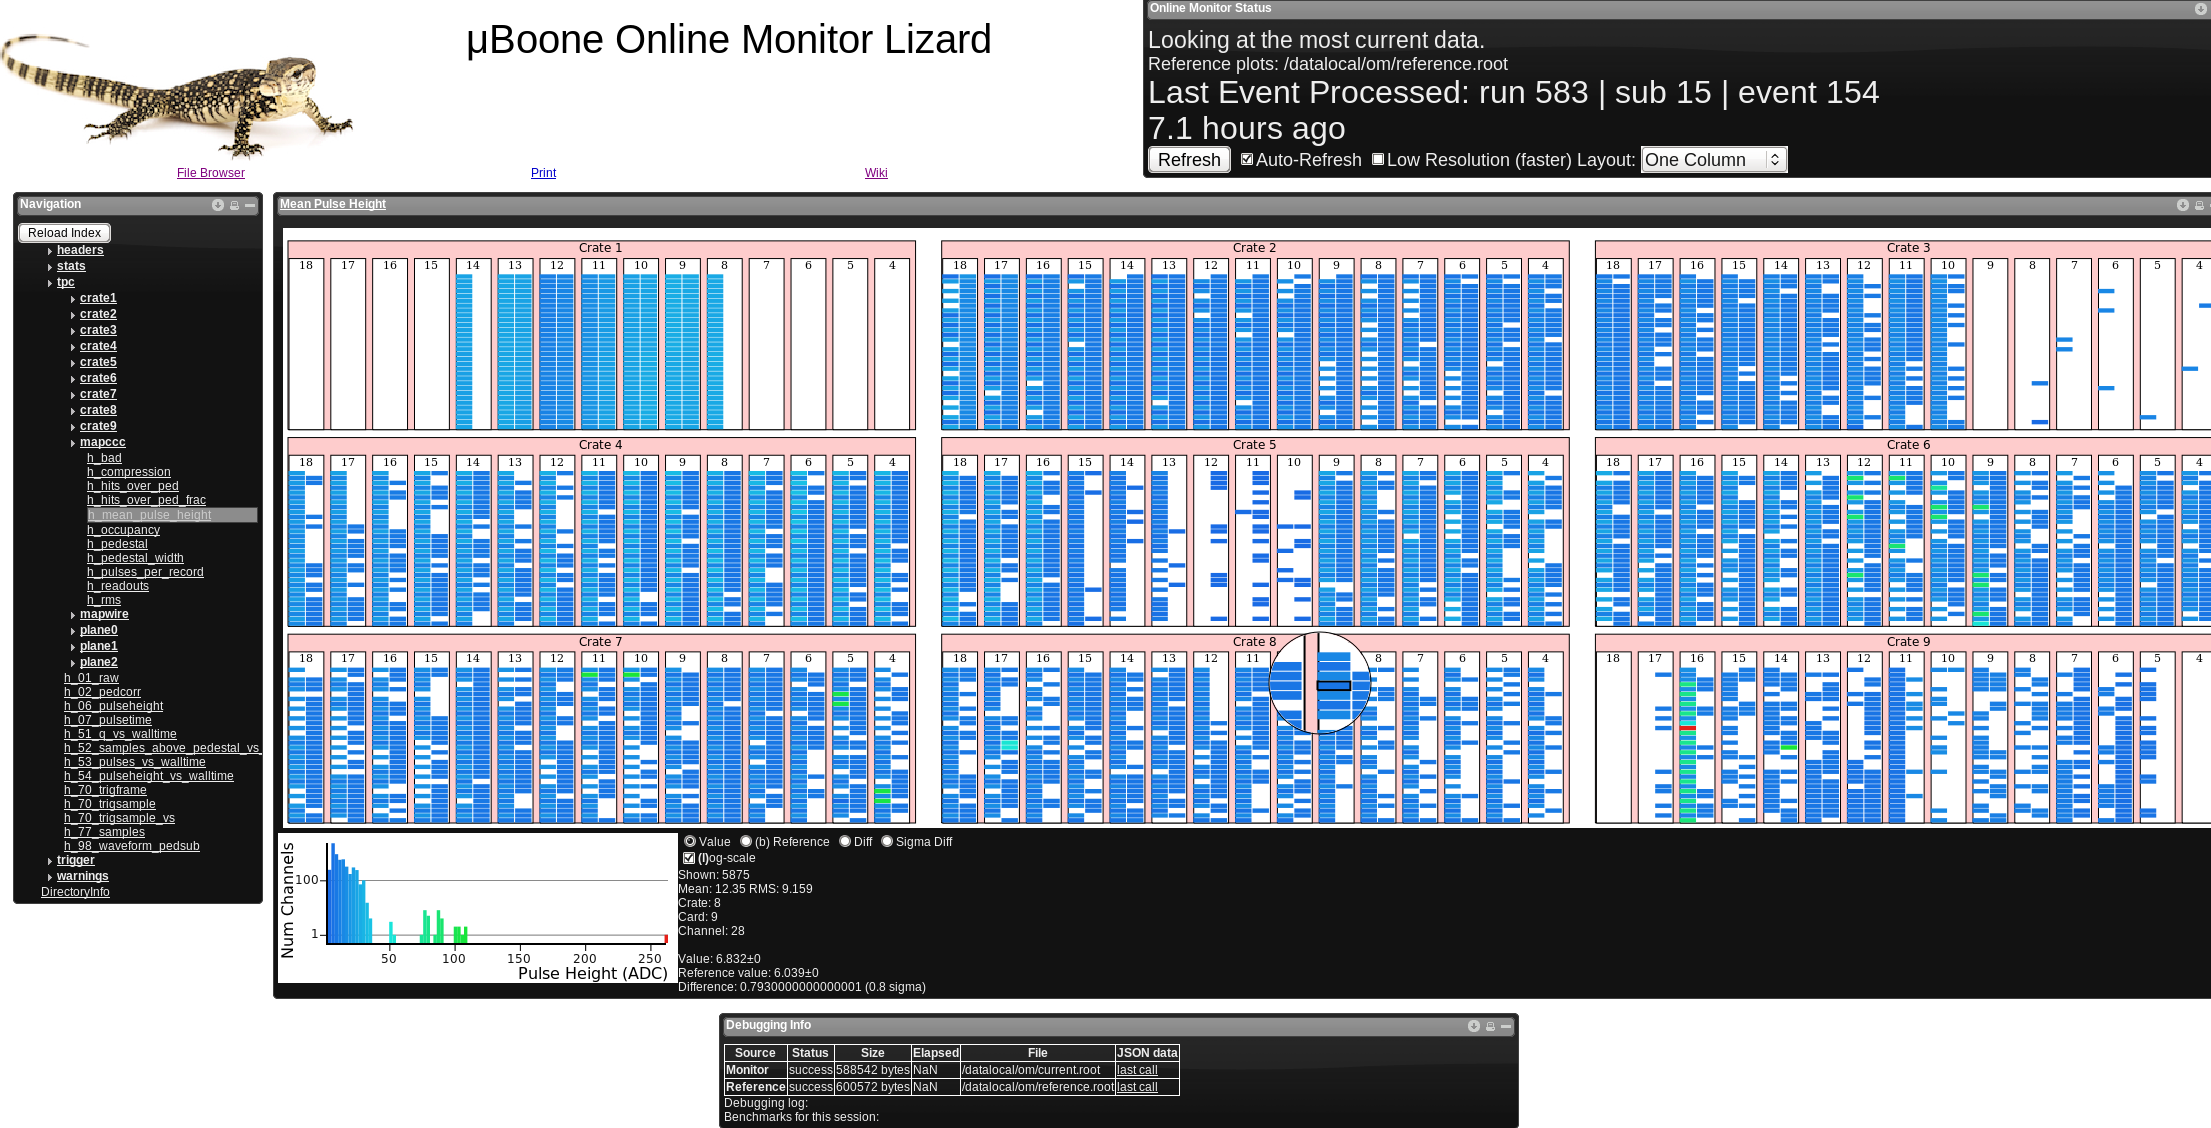 μBoone Online Monitor Lizard
File Browser
Print
Wiki
Online Monitor Status
Looking at the most current data.
Reference plots: /datalocal/om/reference.root
Last Event Processed: run 583 | sub 15 | event 154
7.1 hours ago
Refresh Auto-Refresh Low Resolution (faster) Layout: One Column
Navigation
Reload Index
headers
stats
tpc
crate1
crate2
crate3
crate4
crate5
crate6
crate7
crate8
crate9
mapccc
h_bad
h_compression
h_hits_over_ped
h_hits_over_ped_frac
h_mean_pulse_height
h_occupancy
h_pedestal
h_pedestal_width
h_pulses_per_record
h_readouts
h_rms
mapwire
plane0
plane1
plane2
h_01_raw
h_02_pedcorr
h_06_pulseheight
h_07_pulsetime
h_51_q_vs_walltime
h_52_samples_above_pedestal_vs_
h_53_pulses_vs_walltime
h_54_pulseheight_vs_walltime
h_70_trigframe
h_70_trigsample
h_70_trigsample_vs
h_77_samples
h_98_waveform_pedsub
trigger
warnings
DirectoryInfo
Mean Pulse Height
Crate 1
18 17 16 15 14 13 12 11 10 9 8 7 6 5 4
Crate 2
18 17 16 15 14 13 12 11 10 9 8 7 6 5 4
Crate 3
18 17 16 15 14 13 12 11 10 9 8 7 6 5 4
Crate 4
18 17 16 15 14 13 12 11 10 9 8 7 6 5 4
Crate 5
18 17 16 15 14 13 12 11 10 9 8 7 6 5 4
Crate 6
18 17 16 15 14 13 12 11 10 9 8 7 6 5 4
Crate 7
18 17 16 15 14 13 12 11 10 9 8 7 6 5 4
Crate 8
18 17 16 15 14 13 12 11 8 7 6 5 4
Crate 9
18 17 16 15 14 13 12 11 10 9 8 7 6 5 4
Num Channels
100
1
50 100 150 200 250
Pulse Height (ADC)
Value (b) Reference Diff Sigma Diff
(l)og-scale
Shown: 5875
Mean: 12.35 RMS: 9.159
Crate: 8
Card: 9
Channel: 28
Value: 6.832±0
Reference value: 6.039±0
Difference: 0.7930000000000001 (0.8 sigma)
Debugging Info
Source Status Size Elapsed File JSON data
Monitor success 588542 bytes NaN /datalocal/om/current.root last call
Reference success 600572 bytes NaN /datalocal/om/reference.root last call
Debugging log:
Benchmarks for this session: